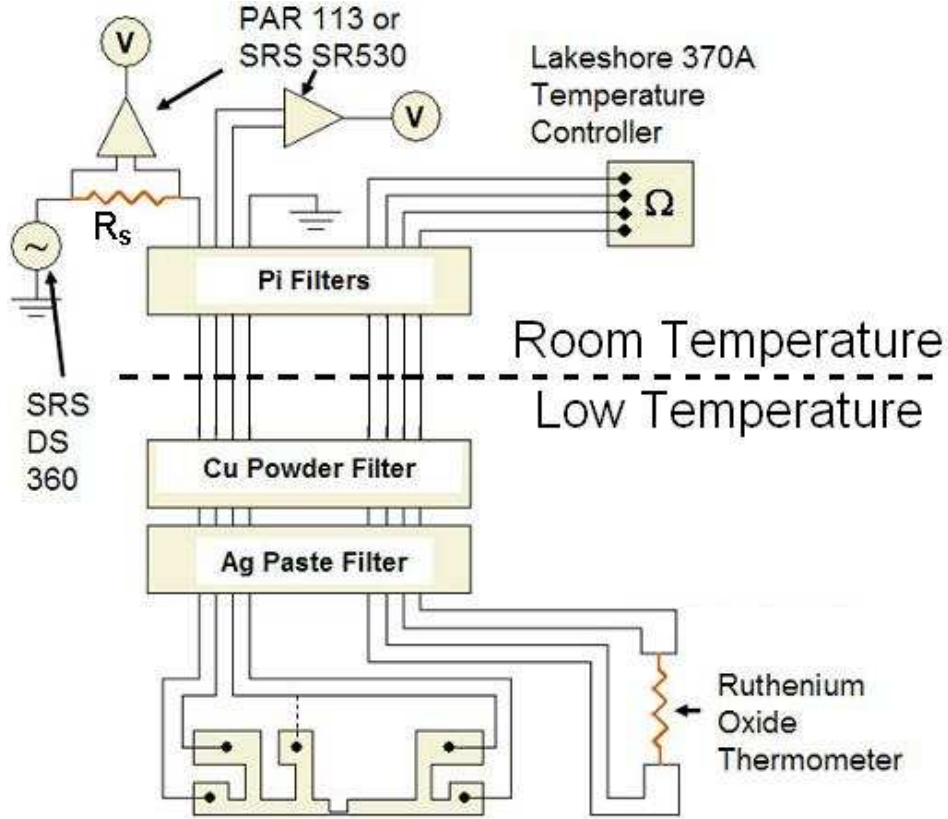 PAR 113 or
SRS SR530
V
V
Lakeshore 370A
Temperature
Controller
Ω
Rs
~
Pi Filters
Room Temperature
Low Temperature
SRS
DS
360
Cu Powder Filter
Ag Paste Filter
Ruthenium
Oxide
Thermometer